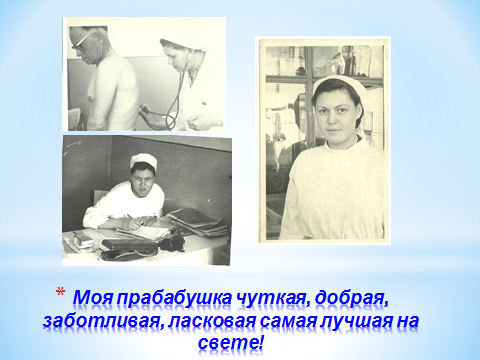 * Моя прабабушка чуткая, добрая,
заботливая, ласковая самая лучшая на
свете!